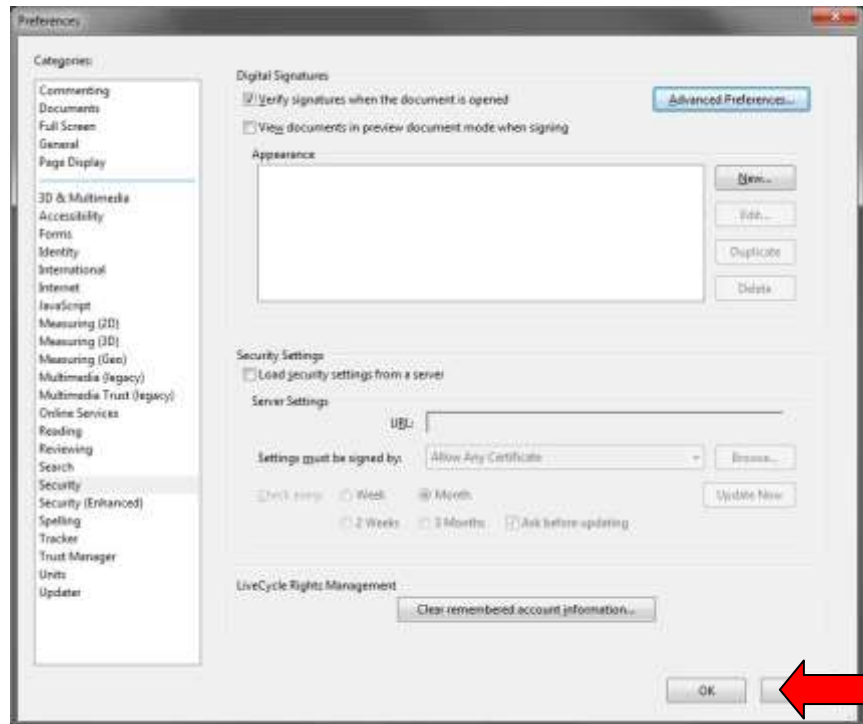 Preferences
Categories:
Commenting
Documents
Full Screen
General
Page Display
3D & Multimedia
Accessibility
Forms
Identity
International
Internet
JavaScript
Measuring (2D)
Measuring (3D)
Measuring (Geo)
Multimedia (legacy)
Multimedia Trust (legacy)
Online Services
Reading
Reviewing
Search
Security
Security (Enhanced)
Spelling
Tracker
Trust Manager
Units
Updater
Digital Signatures
Verify signatures when the document is opened
Advanced Preferences...
View documents in preview document mode when signing
Appearance
New...
Edit...
Duplicate
Delete
Security Settings
Load security settings from a server
Server Settings
URL:
Settings must be signed by:
Allow Any Certificate
Browse...
Check every:
Week
Month
Update Now
2 Weeks
3 Months
Ask before updating
LiveCycle Rights Management
Clear remembered account information...
OK